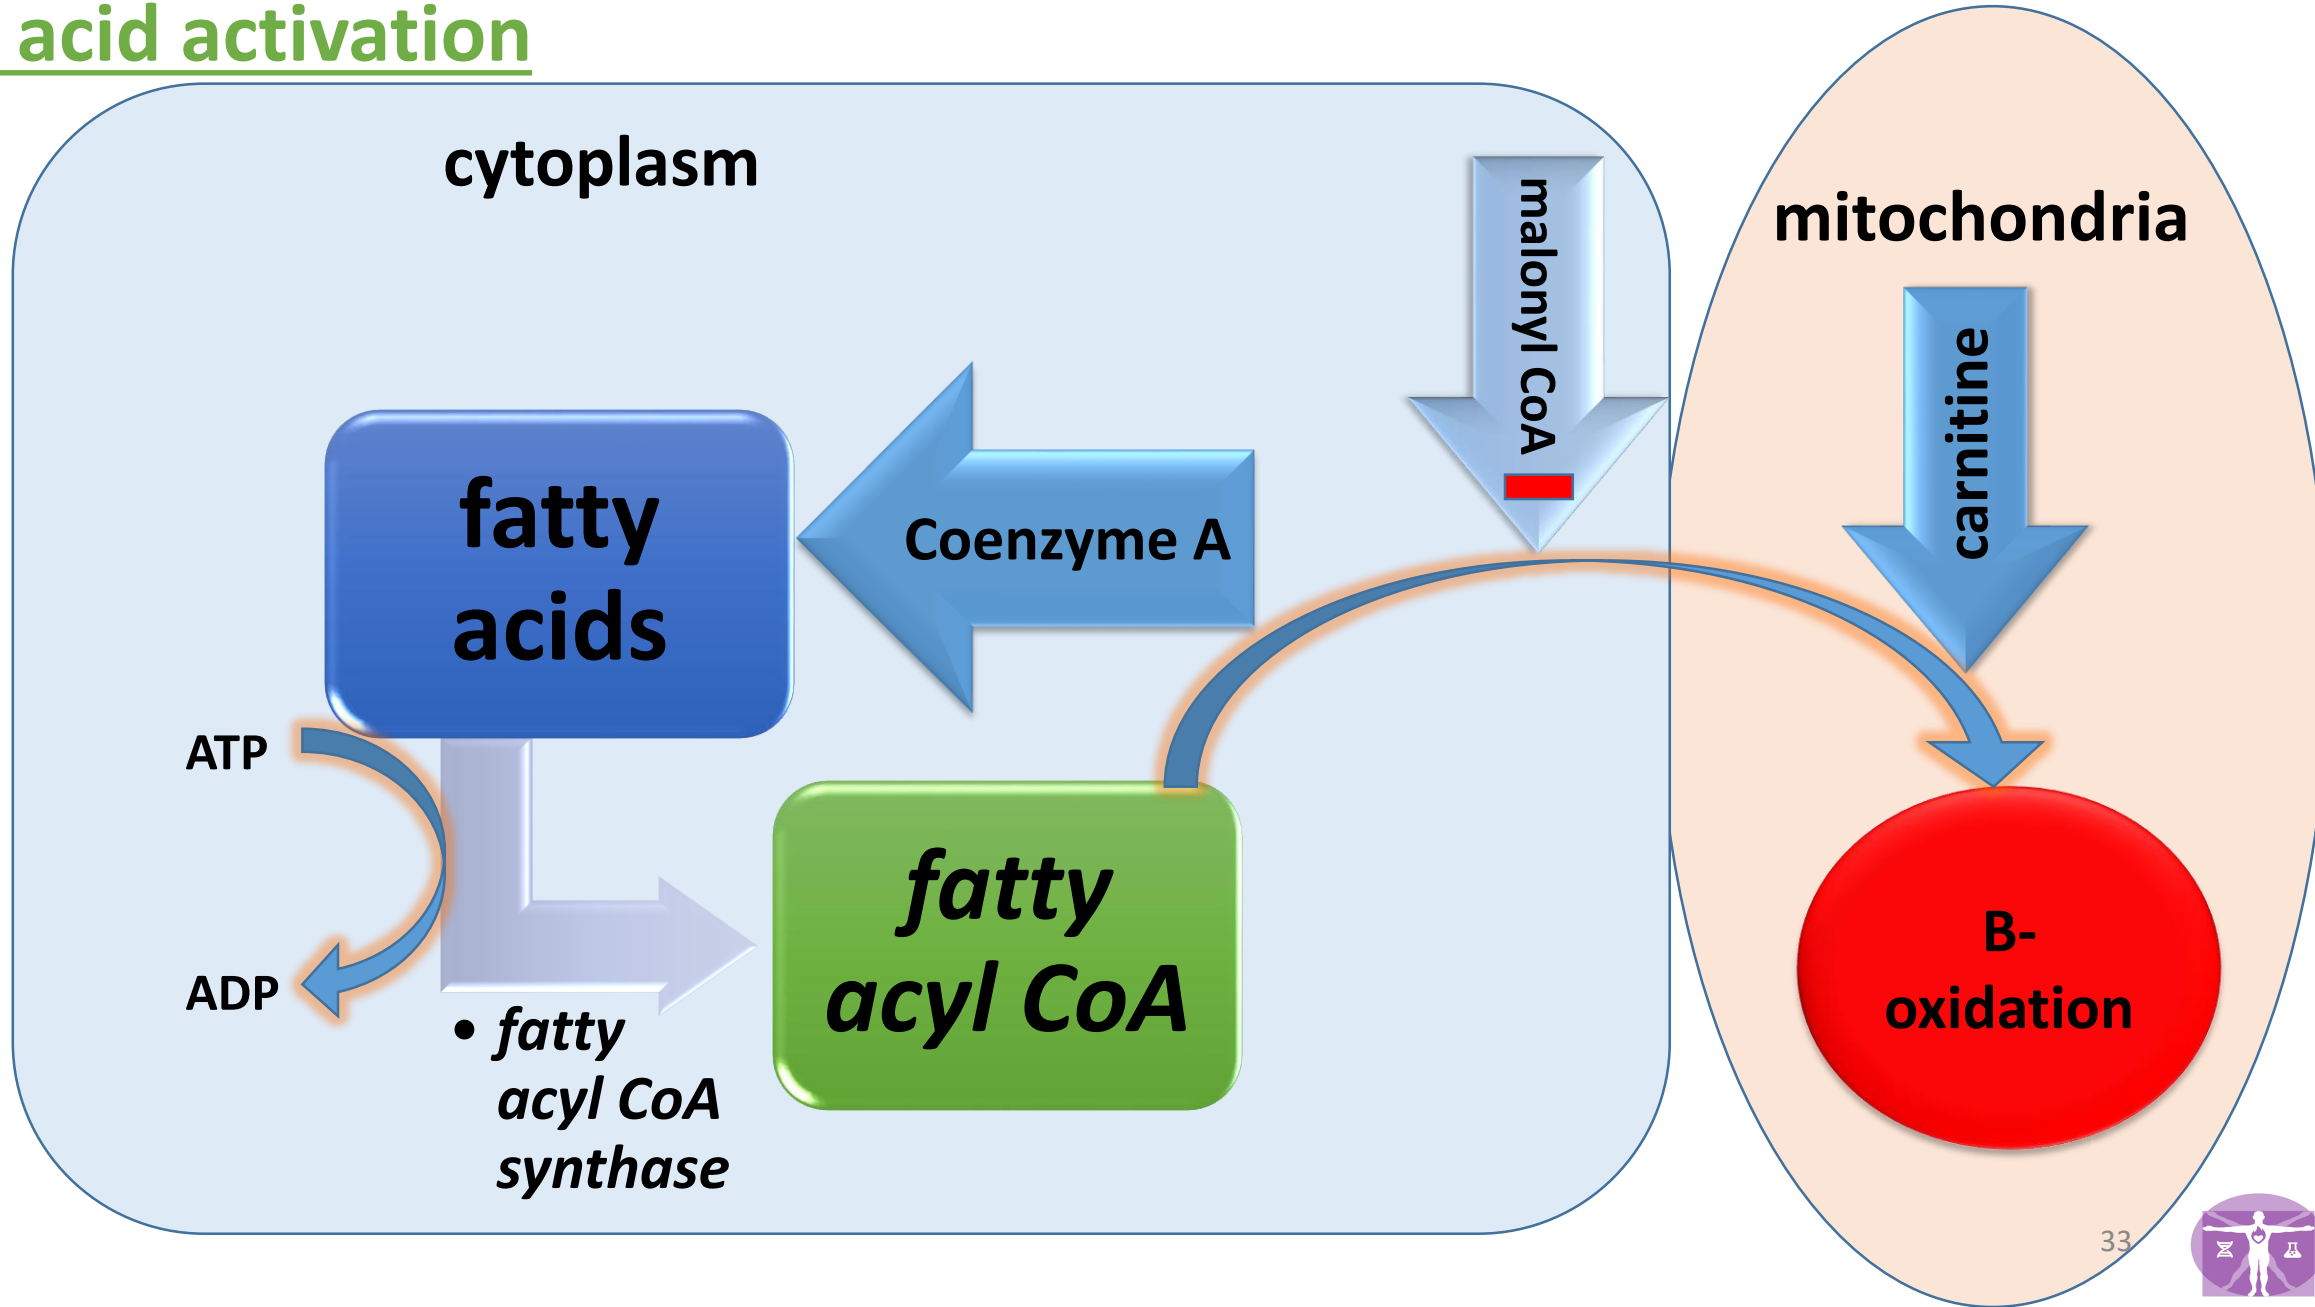 acid activation
cytoplasm
mitochondria
malonyl CoA
carnitine
fatty
acids
Coenzyme A
ATP
ADP
fatty
acyl CoA
• fatty
acyl CoA
synthase
B-
oxidation
33